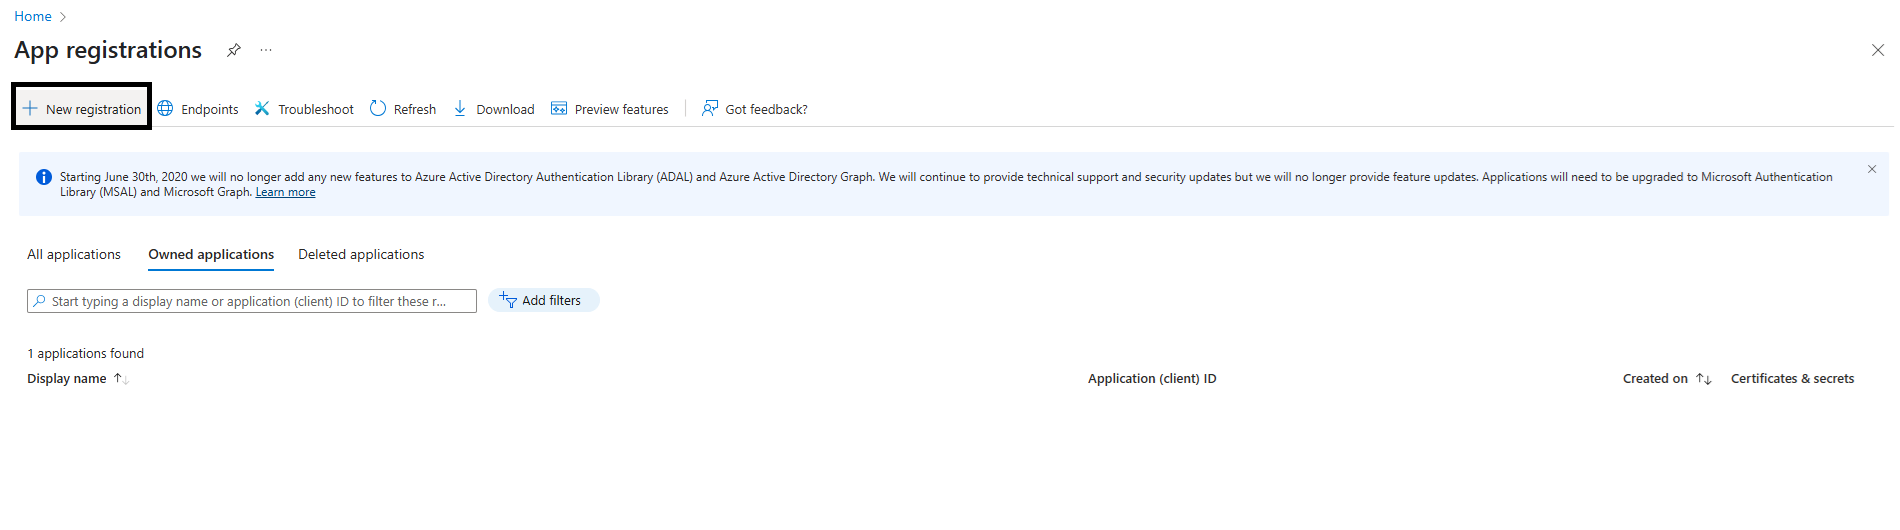 Home
App registrations
New registration Endpoints Troubleshoot Refresh Download Preview features Got feedback?
Starting June 30th, 2020 we will no longer add any new features to Azure Active Directory Authentication Library (ADAL) and Azure Active Directory Graph. We will continue to provide technical support and security updates but we will no longer provide feature updates. Applications will need to be upgraded to Microsoft Authentication
Library (MSAL) and Microsoft Graph. Learn more
All applications Owned applications Deleted applications
Start typing a display name or application (client) ID to filter these r... Add filters
1 applications found
Display name Application (client) ID Created on Certificates & secrets